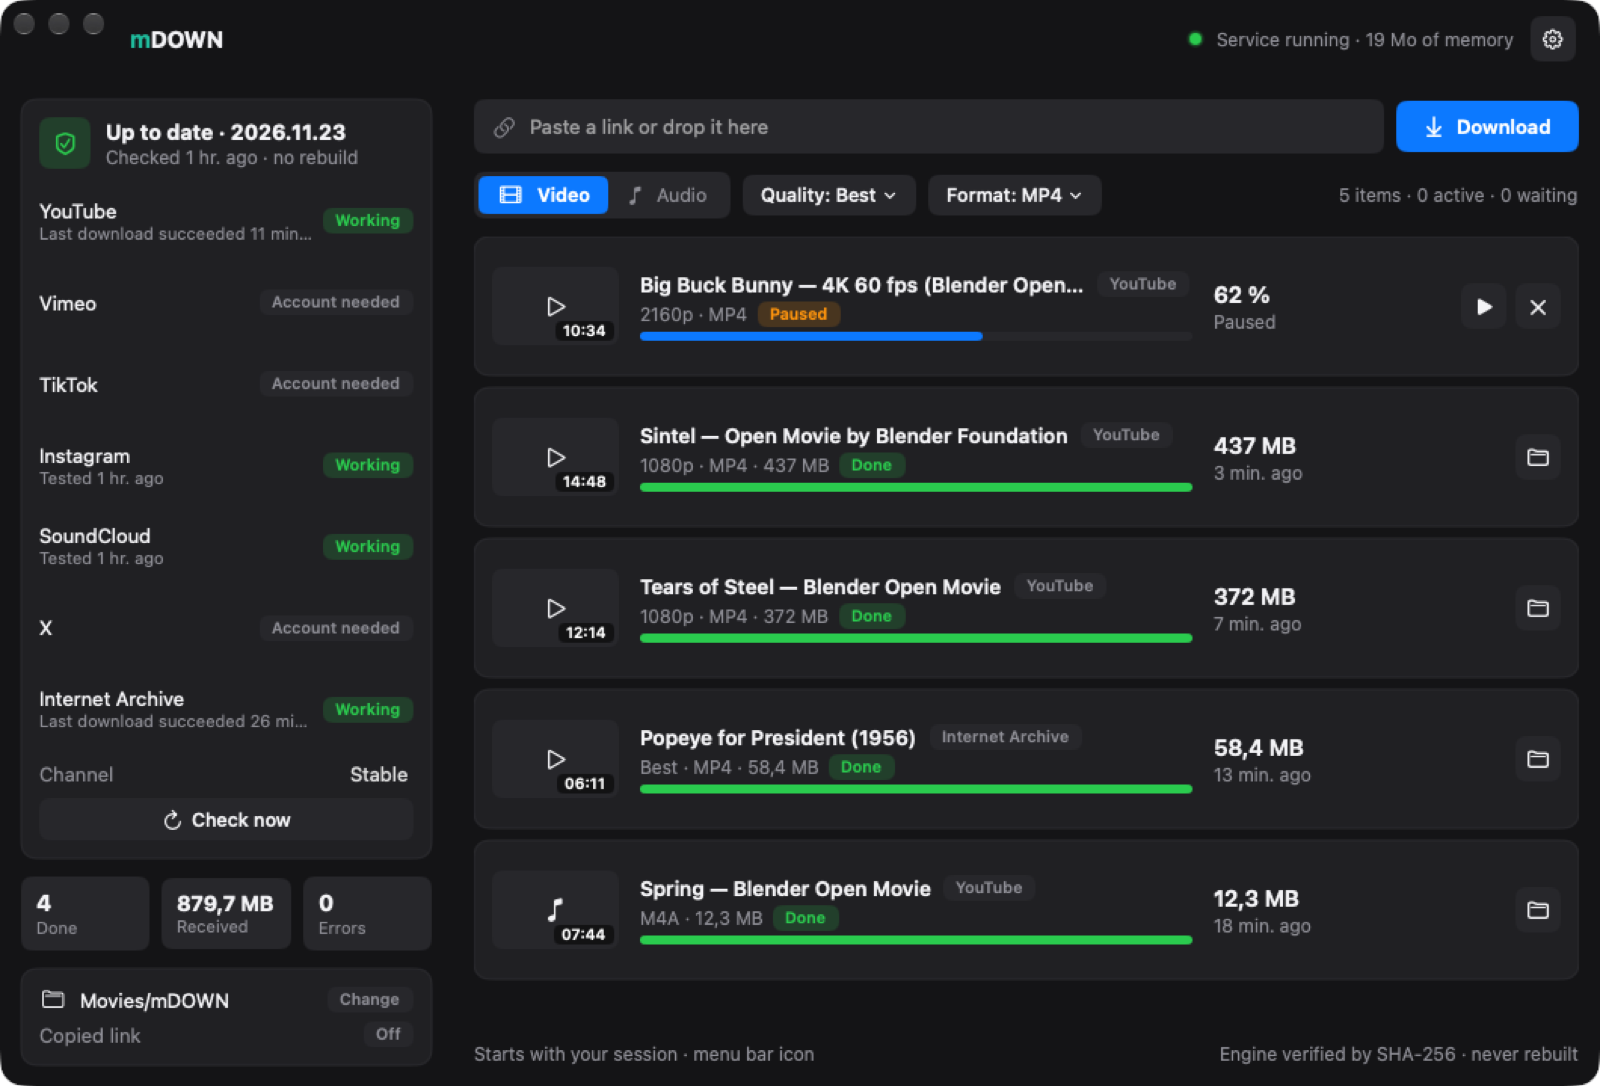 mDOWN
Service running · 19 Mo of memory
Up to date · 2026.11.23
Checked 1 hr. ago · no rebuild
YouTube
Last download succeeded 11 min...
Working
Vimeo
Account needed
TikTok
Account needed
Instagram
Tested 1 hr. ago
Working
SoundCloud
Tested 1 hr. ago
Working
X
Account needed
Internet Archive
Last download succeeded 26 mi...
Working
Channel
Stable
Check now
4
Done
879,7 MB
Received
0
Errors
Movies/mDOWN
Change
Copied link
Off
Paste a link or drop it here
Download
Video
Audio
Quality: Best
Format: MP4
5 items · 0 active · 0 waiting
10:34
Big Buck Bunny — 4K 60 fps (Blender Open...
YouTube
2160p · MP4
Paused
62 %
Paused
14:48
Sintel — Open Movie by Blender Foundation
YouTube
1080p · MP4 · 437 MB
Done
437 MB
3 min. ago
12:14
Tears of Steel — Blender Open Movie
YouTube
1080p · MP4 · 372 MB
Done
372 MB
7 min. ago
06:11
Popeye for President (1956)
Internet Archive
Best · MP4 · 58,4 MB
Done
58,4 MB
13 min. ago
07:44
Spring — Blender Open Movie
YouTube
M4A · 12,3 MB
Done
12,3 MB
18 min. ago
Starts with your session · menu bar icon
Engine verified by SHA-256 · never rebuilt